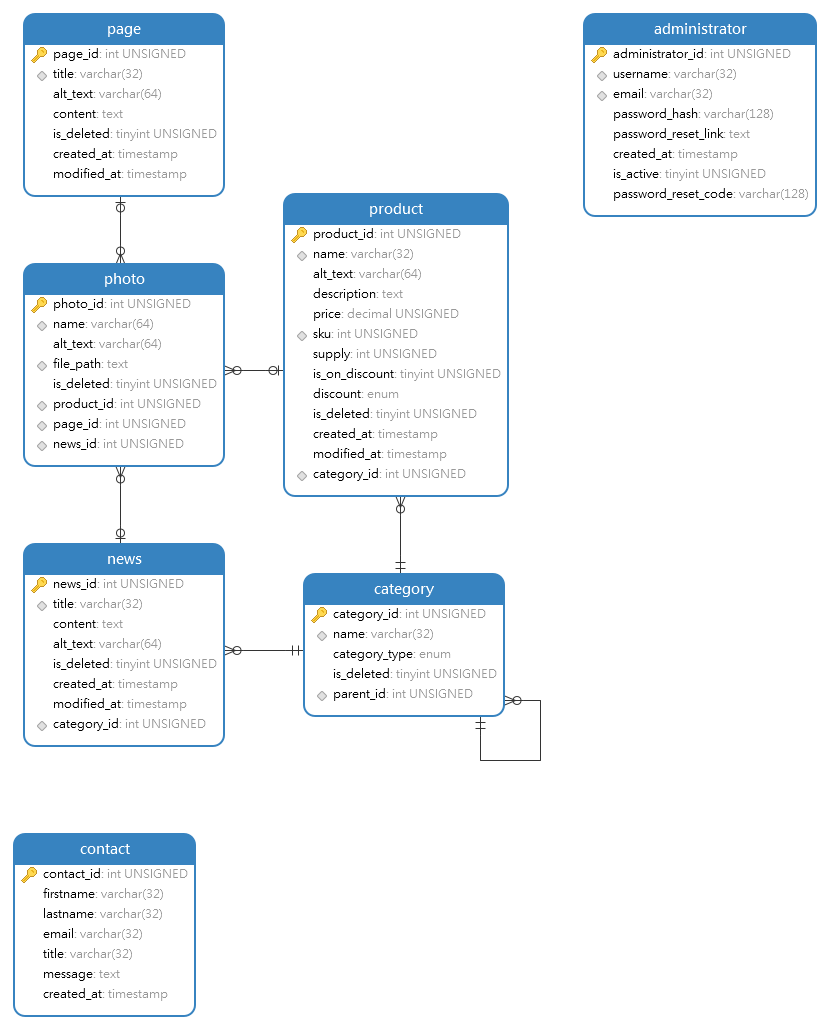 page
page_id: int UNSIGNED
title: varchar(32)
alt_text: varchar(64)
content: text
is_deleted: tinyint UNSIGNED
created_at: timestamp
modified_at: timestamp
administrator
administrator_id: int UNSIGNED
username: varchar(32)
email: varchar(32)
password_hash: varchar(128)
password_reset_link: text
created_at: timestamp
is_active: tinyint UNSIGNED
password_reset_code: varchar(128)
product
product_id: int UNSIGNED
name: varchar(32)
alt_text: varchar(64)
description: text
price: decimal UNSIGNED
sku: int UNSIGNED
supply: int UNSIGNED
is_on_discount: tinyint UNSIGNED
discount: enum
is_deleted: tinyint UNSIGNED
created_at: timestamp
modified_at: timestamp
category_id: int UNSIGNED
photo
photo_id: int UNSIGNED
name: varchar(64)
alt_text: varchar(64)
file_path: text
is_deleted: tinyint UNSIGNED
product_id: int UNSIGNED
page_id: int UNSIGNED
news_id: int UNSIGNED
news
news_id: int UNSIGNED
title: varchar(32)
content: text
alt_text: varchar(64)
is_deleted: tinyint UNSIGNED
created_at: timestamp
modified_at: timestamp
category_id: int UNSIGNED
category
category_id: int UNSIGNED
name: varchar(32)
category_type: enum
is_deleted: tinyint UNSIGNED
parent_id: int UNSIGNED
contact
contact_id: int UNSIGNED
firstname: varchar(32)
lastname: varchar(32)
email: varchar(32)
title: varchar(32)
message: text
created_at: timestamp